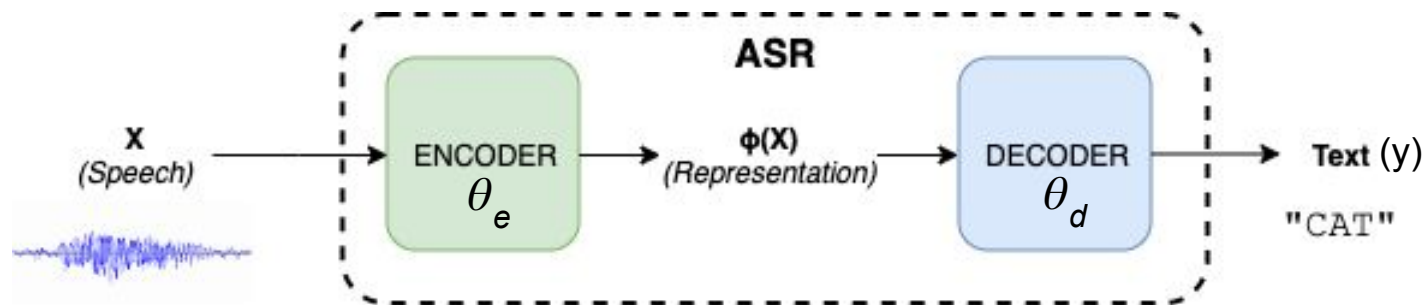 ASR
X
(Speech)
ENCODER
θe
ϕ(X)
(Representation)
DECODER
θd
Text (y)
"CAT"